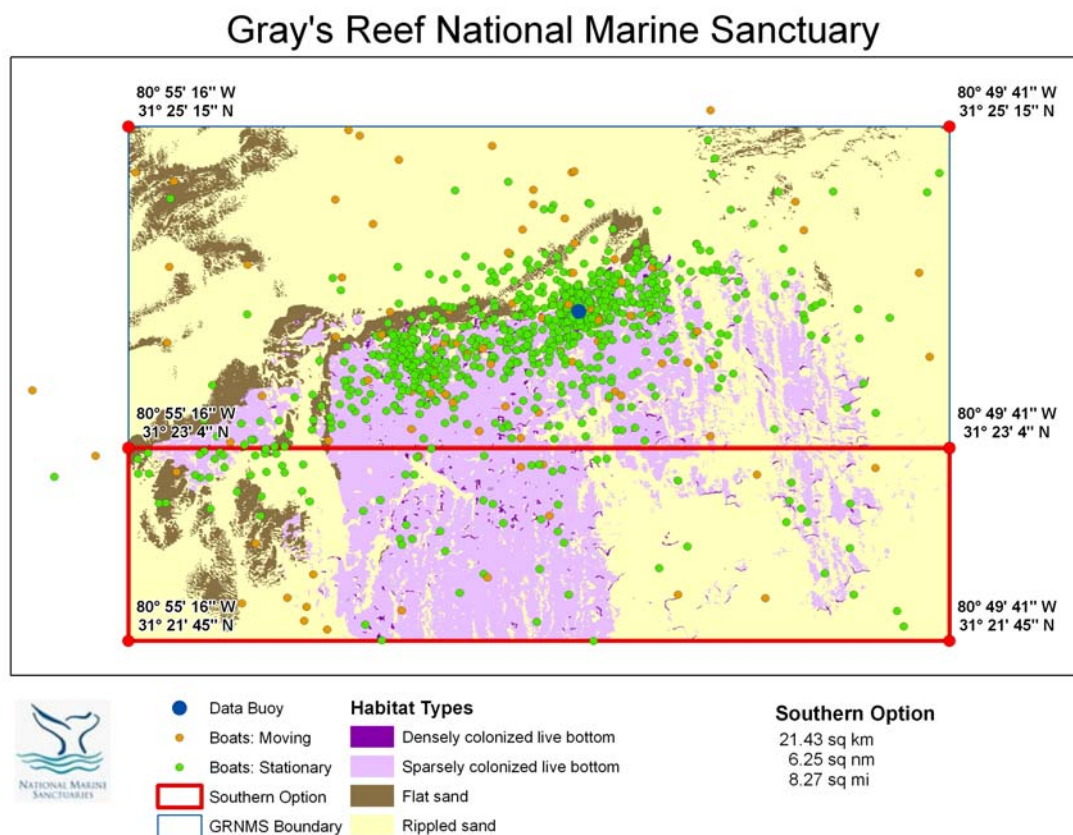 Gray's Reef National Marine Sanctuary
80° 55' 16" W
31° 25' 15" N
80° 49' 41" W
31° 25' 15" N
80° 55' 16" W
31° 23' 4" N
80° 49' 41" W
31° 23' 4" N
80° 55' 16" W
31° 21' 45" N
80° 49' 41" W
31° 21' 45" N
NATIONAL MARINE
SANCTUARIES
Data Buoy
Boats: Moving
Boats: Stationary
Southern Option
GRNMS Boundary
Habitat Types
Densely colonized live bottom
Sparsely colonized live bottom
Flat sand
Rippled sand
Southern Option
21.43 sq km
6.25 sq nm
8.27 sq mi